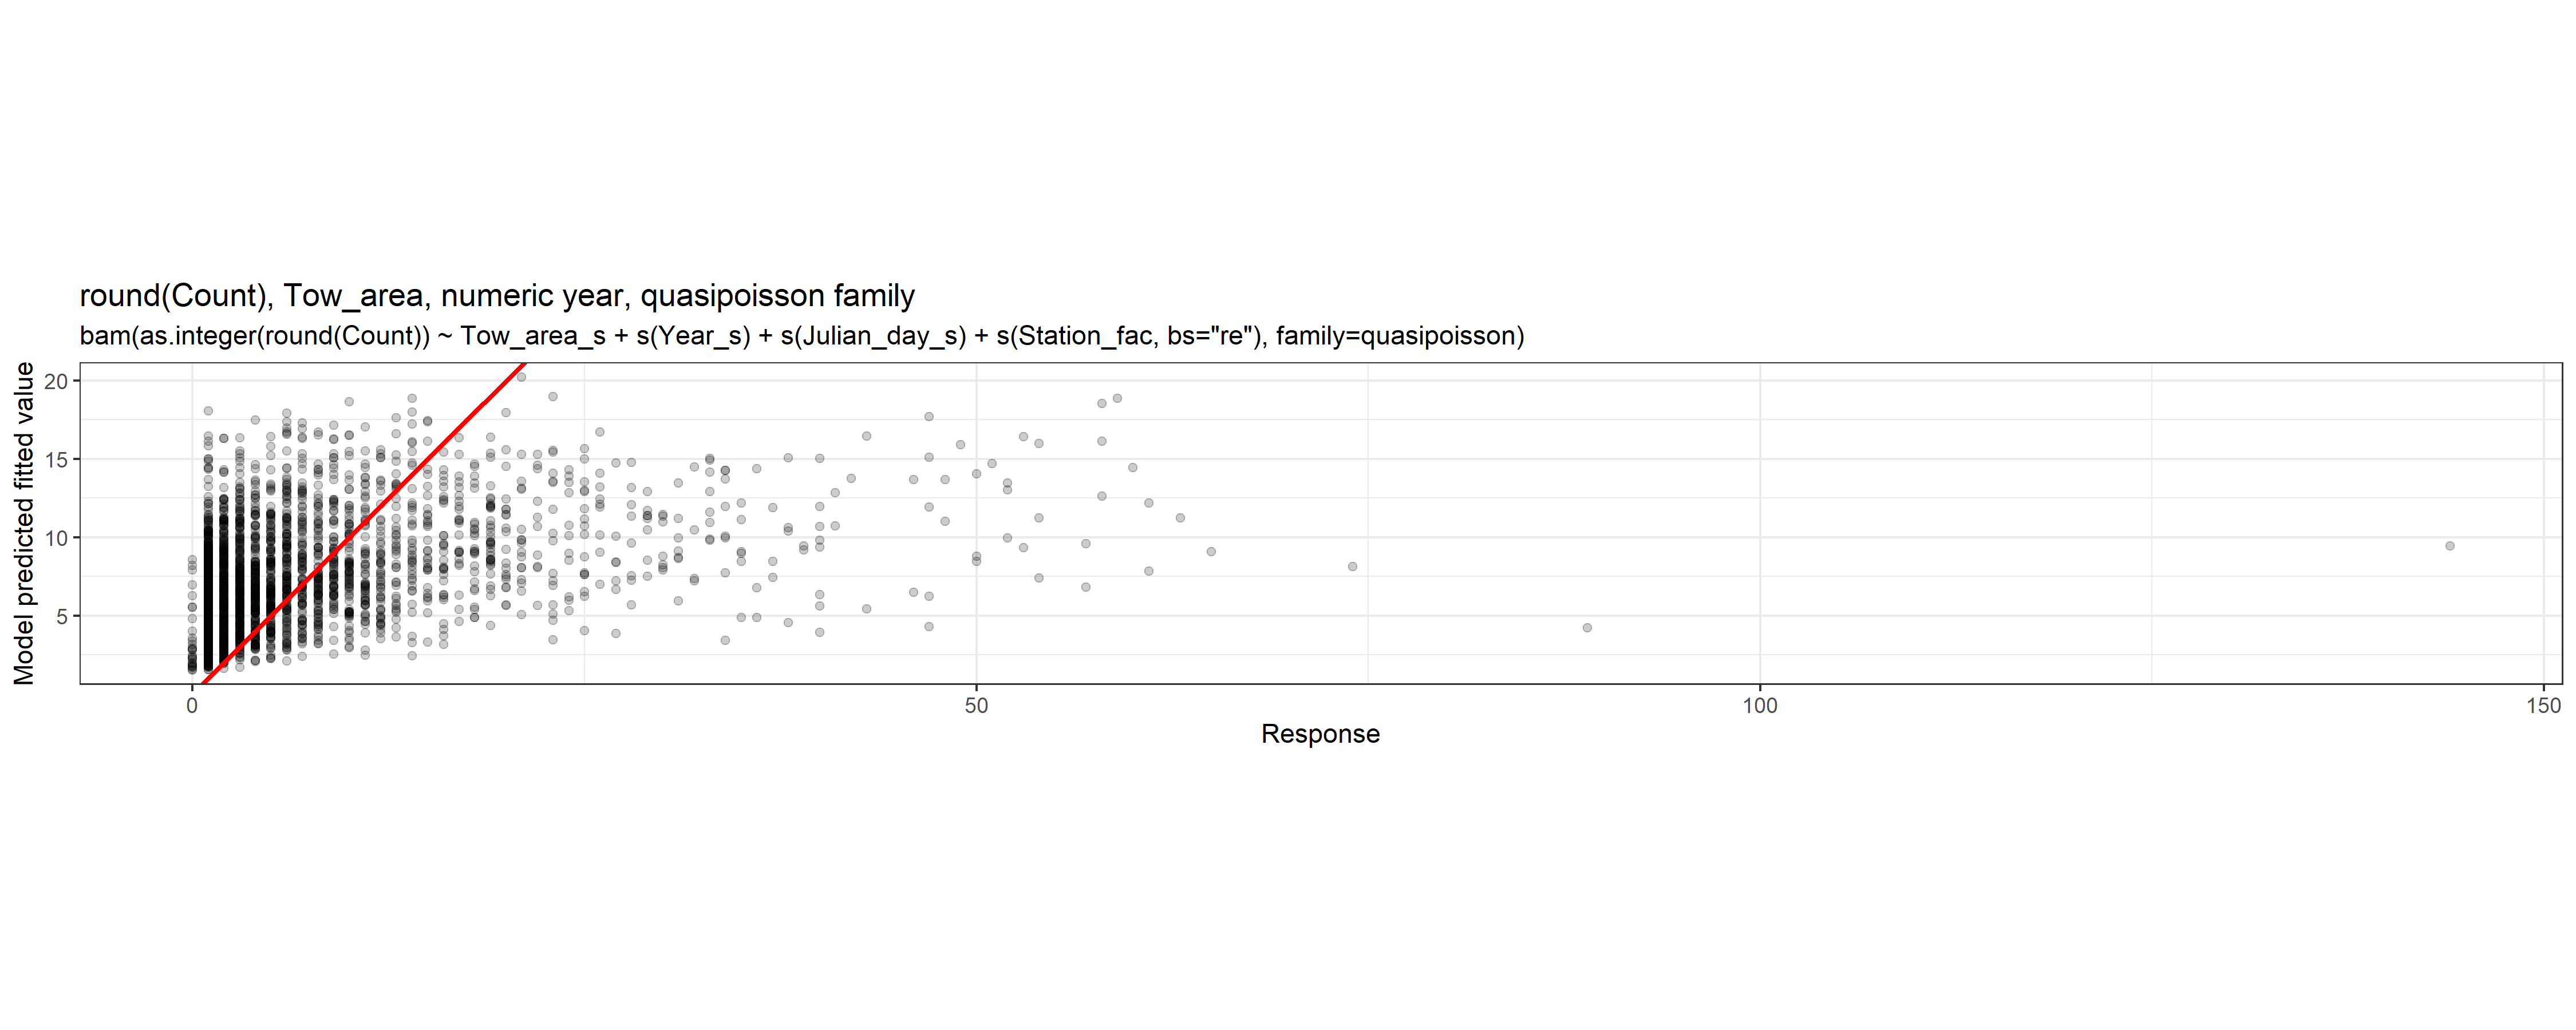 round(Count), Tow_area, numeric year, quasipoisson family
bam(as.integer(round(Count)) ~ Tow_area_s + s(Year_s) + s(Julian_day_s) + s(Station_fac, bs="re"), family=quasipoisson)
Model predicted fitted value
20
15
10
5
0 50 100 150
Response